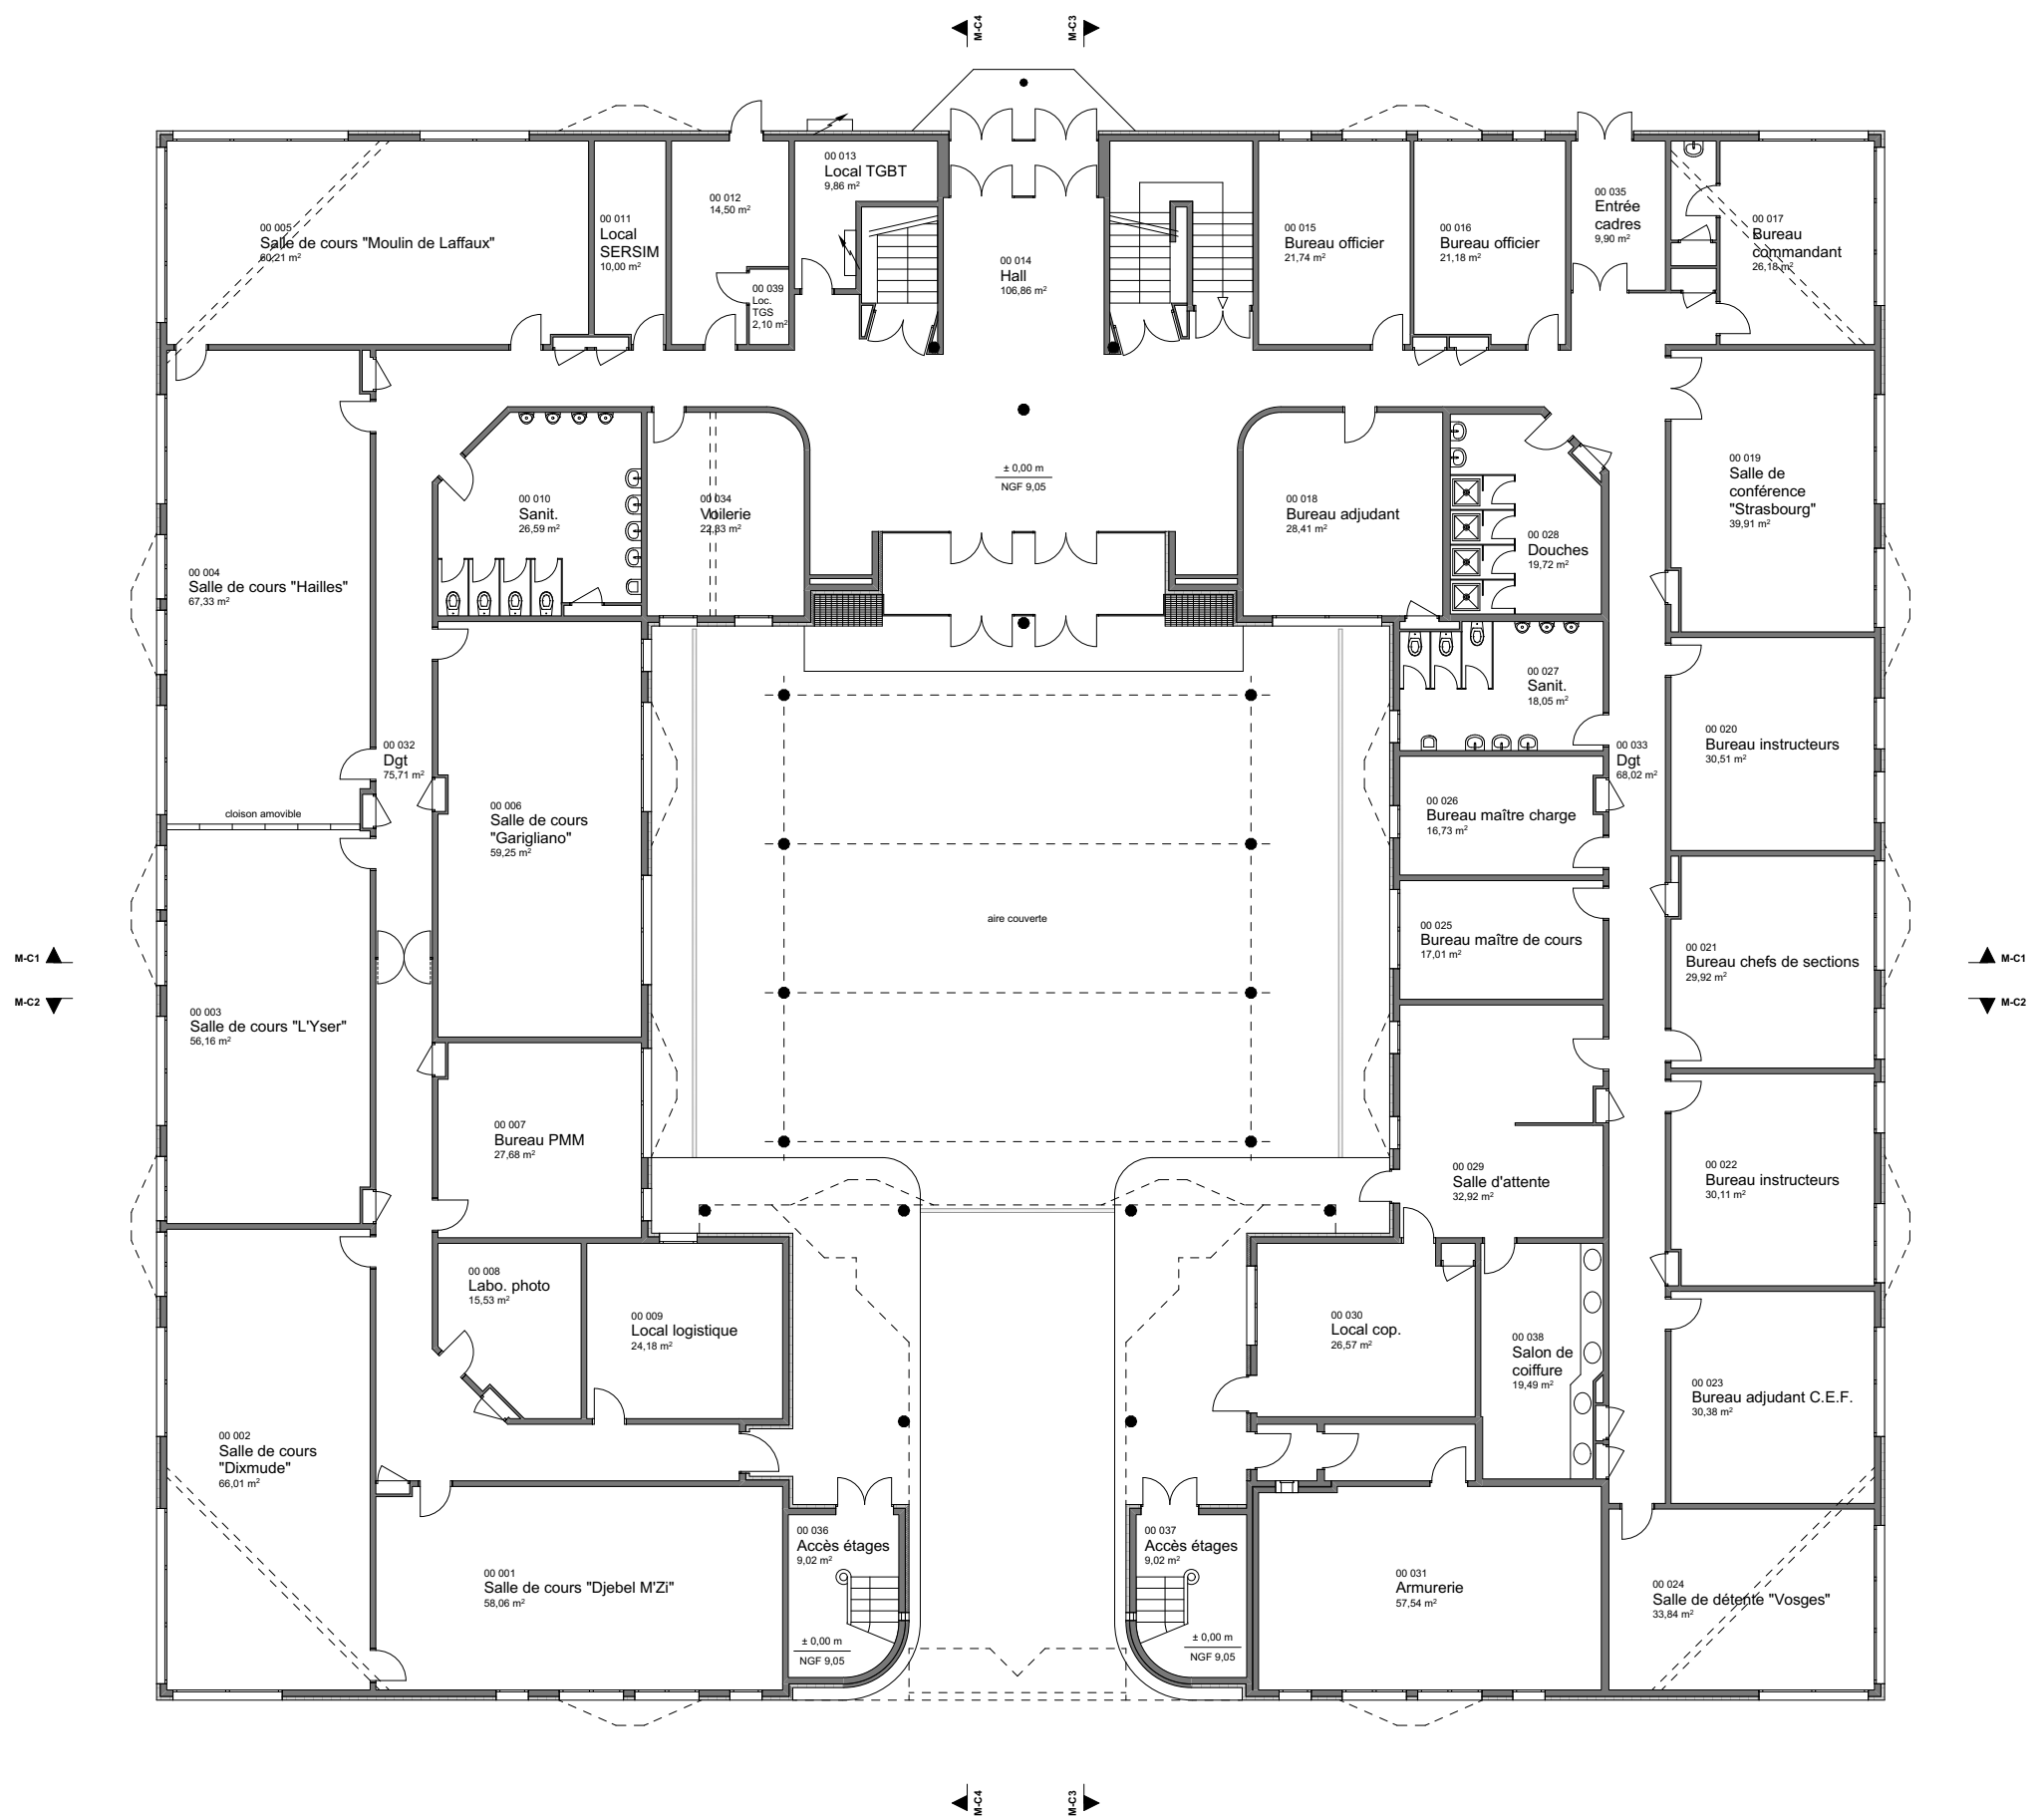 M-C4
M-C3
00 005
Salle de cours "Moulin de Laffaux"
60,21 m²
00 011
Local
SERSIM
10,00 m²
00 012
14,50 m²
00 039
Loc.
TGS
2,10 m²
00 013
Local TGBT
9,86 m²
00 014
Hall
106,86 m²
00 015
Bureau officier
21,74 m²
00 016
Bureau officier
21,18 m²
00 035
Entrée
cadres
9,90 m²
00 017
Bureau
commandant
26,18 m²
00 004
Salle de cours "Hailles"
67,33 m²
00 010
Sanit.
26,59 m²
00 034
Voilerie
22,83 m²
± 0,00 m
NGF 9,05
00 018
Bureau adjudant
28,41 m²
00 028
Douches
19,72 m²
00 019
Salle de
conférence
"Strasbourg"
39,91 m²
00 032
Dgt
75,71 m²
cloison amovible
00 006
Salle de cours
"Garigliano"
59,25 m²
00 027
Sanit.
18,05 m²
00 033
Dgt
68,02 m²
00 020
Bureau instructeurs
30,51 m²
00 026
Bureau maître charge
16,73 m²
aire couverte
00 025
Bureau maître de cours
17,01 m²
00 021
Bureau chefs de sections
29,92 m²
M-C1
M-C2
M-C1
M-C2
00 003
Salle de cours "L'Yser"
56,16 m²
00 007
Bureau PMM
27,68 m²
00 029
Salle d'attente
32,92 m²
00 022
Bureau instructeurs
30,11 m²
00 008
Labo. photo
15,53 m²
00 009
Local logistique
24,18 m²
00 030
Local cop.
26,57 m²
00 038
Salon de
coiffure
19,49 m²
00 023
Bureau adjudant C.E.F.
30,38 m²
00 002
Salle de cours
"Dixmude"
66,01 m²
00 001
Salle de cours "Djebel M'Zi"
58,06 m²
00 036
Accès étages
9,02 m²
± 0,00 m
NGF 9,05
00 037
Accès étages
9,02 m²
± 0,00 m
NGF 9,05
00 031
Armurerie
57,54 m²
00 024
Salle de détente "Vosges"
33,84 m²
M-C4
M-C3